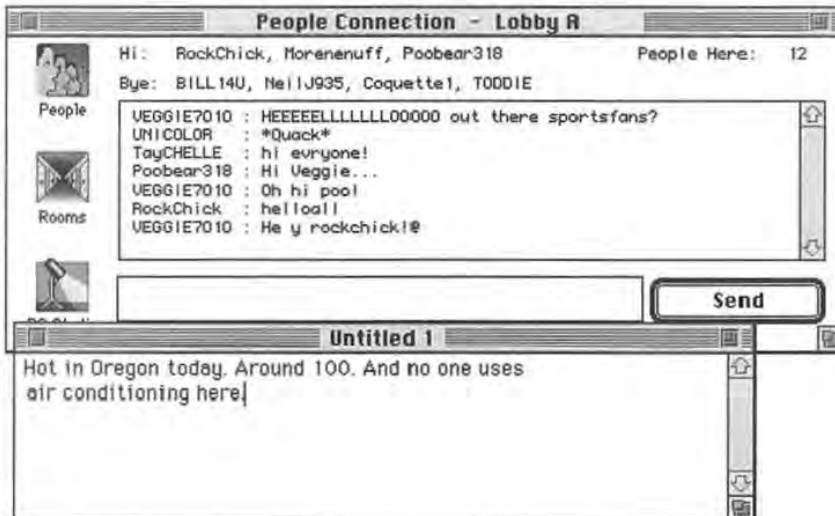 People Connection - Lobby A
Hi: RockChick, Morenenuff, Poobear318 People Here: 12
Bye: BILL14U, NeilJ935, Coquette1, TODDIE
People
VEGGIE7010 : HEEEEELLLLLLLOOOOO out there sportsfans?
UNICOLOR : *Quack*
TayCHELLE : hi evryone!
Poobear318 : Hi Veggie...
VEGGIE7010 : Oh hi poo!
RockChick : helloall
VEGGIE7010 : He y rockchick!@
Rooms
Send
Untitled 1
Hot in Oregon today. Around 100. And no one uses
air conditioning here.